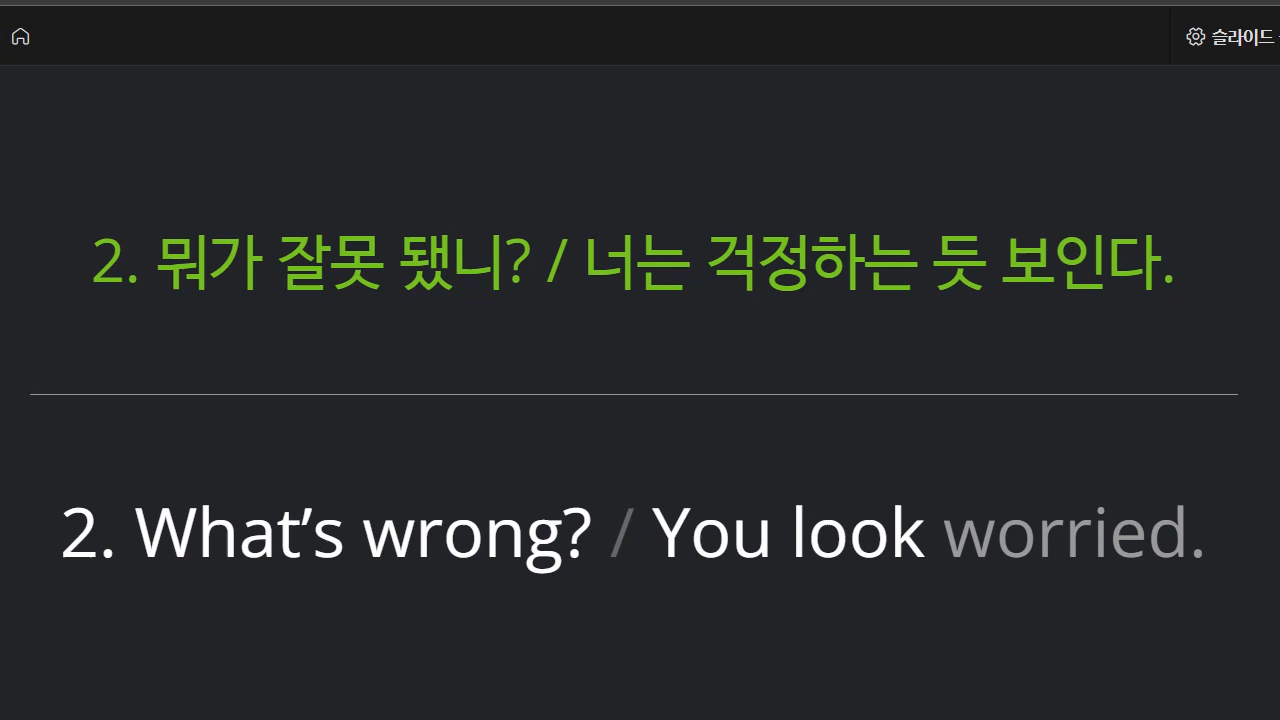 슬라이드
2. 뭐가 잘못 됐니? / 너는 걱정하는 듯 보인다.
2. What’s wrong? / You look worried.